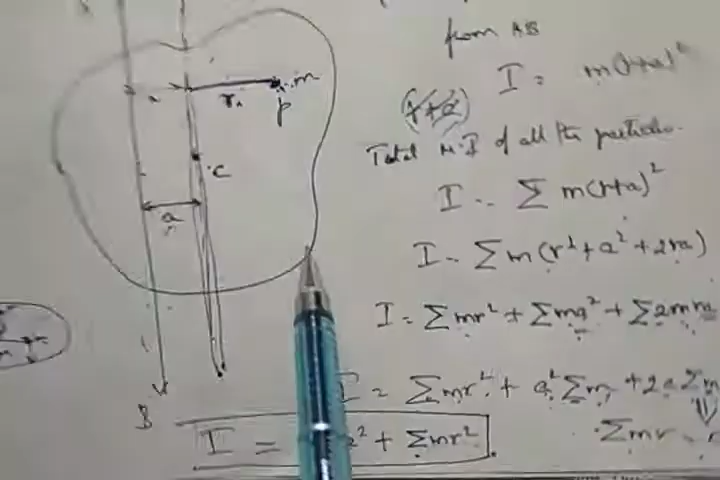 from AB
I = m(r+a)²
(r+a)
Total M.I of all the particles.
I = ∑ m(r+a)²
I = ∑ m(r²+a²+2ra)
I = ∑mr² + ∑ma² + ∑2mra
I = ∑mr² + a²∑m + 2a∑m
∑mr
I = a² + ∑mr²
m
r
P
C
a
B